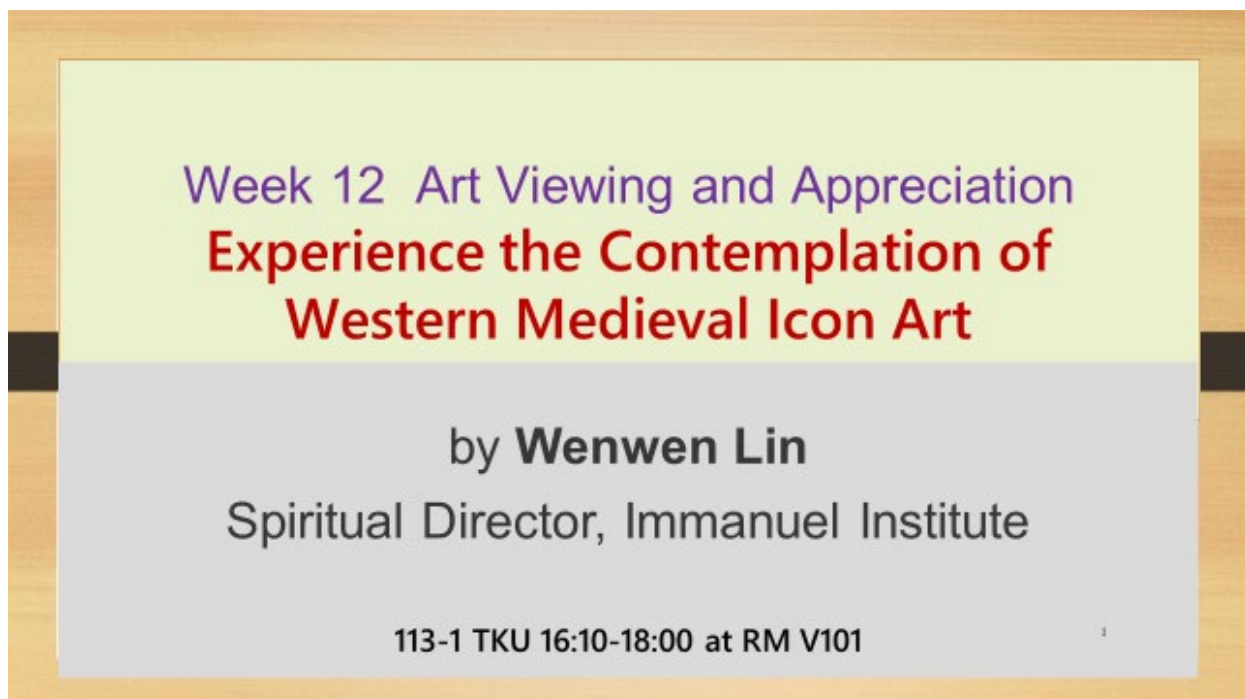 Week 12  Art Viewing and Appreciation
Experience the Contemplation of
Western Medieval Icon Art
by Wenwen Lin
Spiritual Director, Immanuel Institute
113-1 TKU 16:10-18:00 at RM V101
1